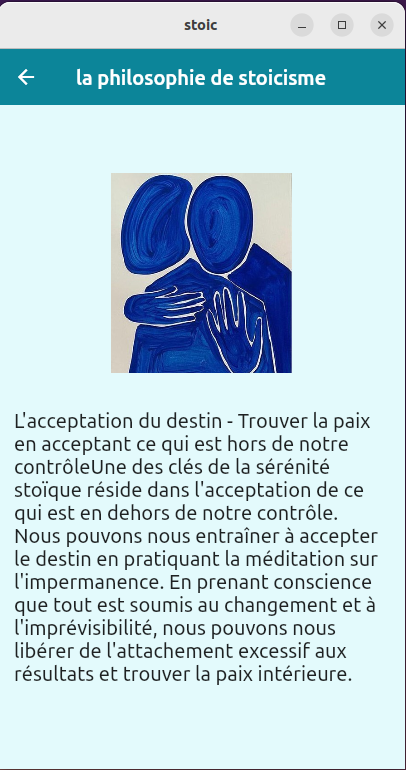 stoic
la philosophie de stoicisme
L'acceptation du destin - Trouver la paix
en acceptant ce qui est hors de notre
contrôleUne des clés de la sérénité
stoïque réside dans l'acceptation de ce
qui est en dehors de notre contrôle.
Nous pouvons nous entraîner à accepter
le destin en pratiquant la méditation sur
l'impermanence. En prenant conscience
que tout est soumis au changement et à
l'imprévisibilité, nous pouvons nous
libérer de l'attachement excessif aux
résultats et trouver la paix intérieure.